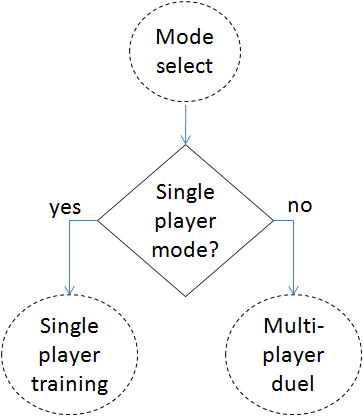 Mode
select
yes
Single
player
mode?
no
Single
player
training
Multi-
player
duel